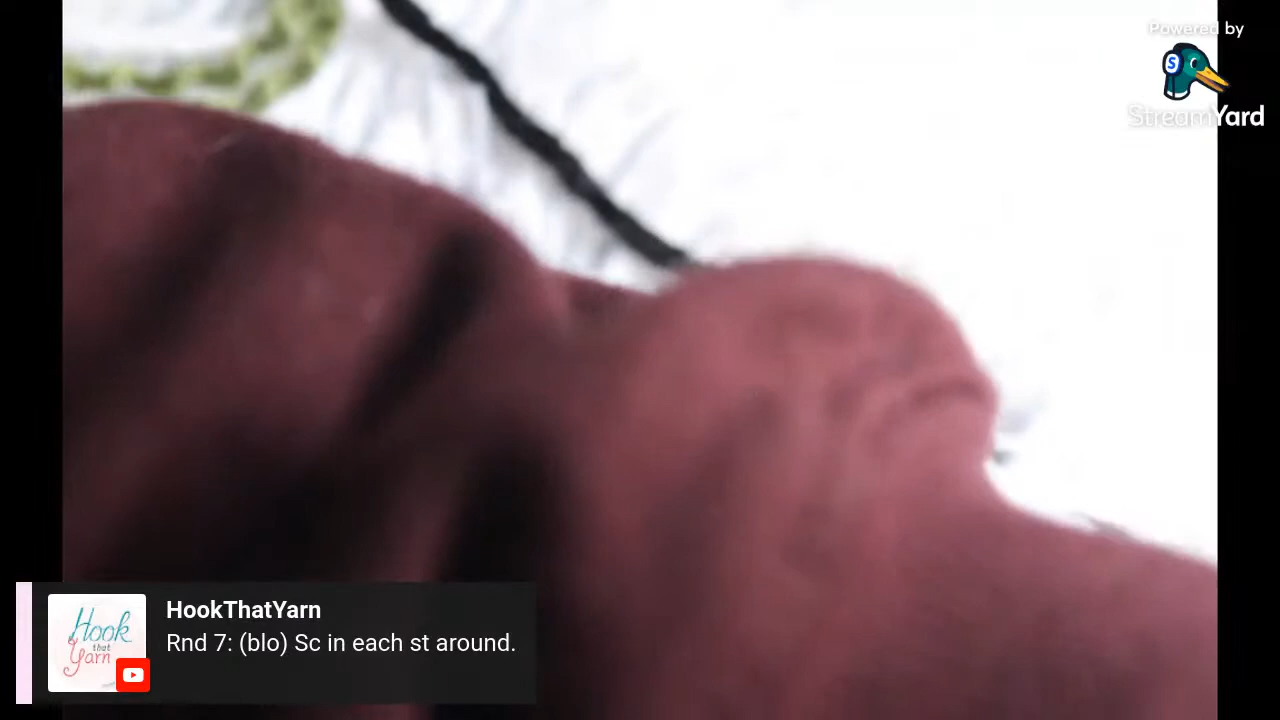 Powered by
StreamYard
HookThatYarn
Rnd 7: (blo) Sc in each st around.
Hook
that
Yarn